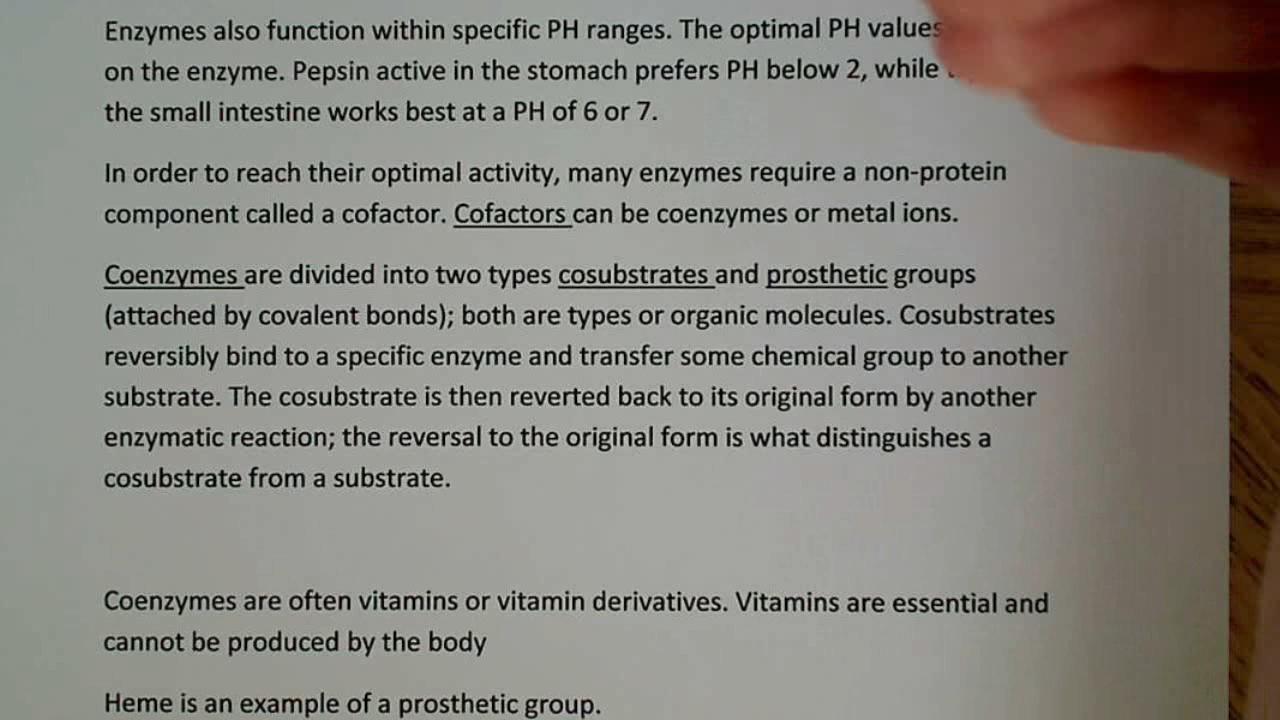 Enzymes also function within specific PH ranges. The optimal PH values
on the enzyme. Pepsin active in the stomach prefers PH below 2, while
the small intestine works best at a PH of 6 or 7.
In order to reach their optimal activity, many enzymes require a non-protein
component called a cofactor. Cofactors can be coenzymes or metal ions.
Coenzymes are divided into two types cosubstrates and prosthetic groups
(attached by covalent bonds); both are types or organic molecules. Cosubstrates
reversibly bind to a specific enzyme and transfer some chemical group to another
substrate. The cosubstrate is then reverted back to its original form by another
enzymatic reaction; the reversal to the original form is what distinguishes a
cosubstrate from a substrate.
Coenzymes are often vitamins or vitamin derivatives. Vitamins are essential and
cannot be produced by the body
Heme is an example of a prosthetic group.